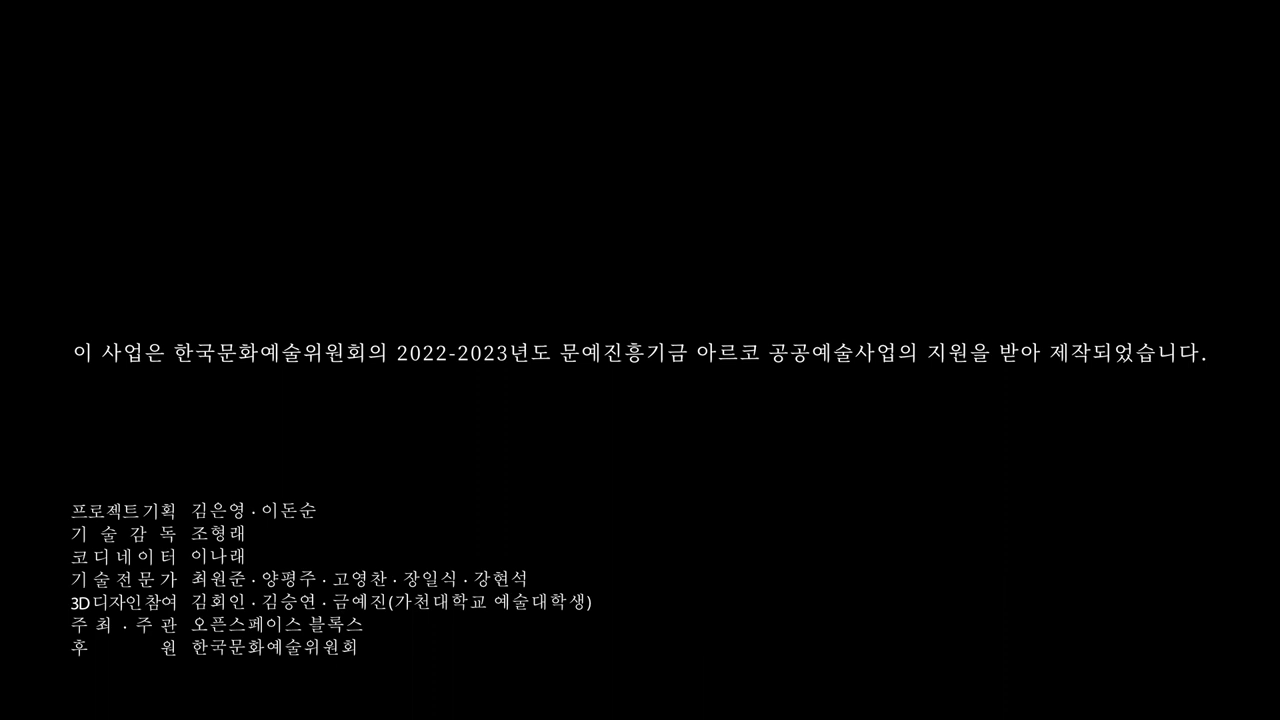 이 사업은 한국문화예술위원회의 2022-2023년도 문예진흥기금 아르코 공공예술사업의 지원을 받아 제작되었습니다.
프로젝트기획 김은영 · 이돈순
기 술 감 독 조형래
코디네이터 이나래
기술전문가 최원준 · 양평주 · 고영찬 · 장일식 · 강현석
3D디자인참여 김회인 · 김승연 · 금예진(가천대학교 예술대학생)
주 최 · 주 관 오픈스페이스 블록스
후 원 한국문화예술위원회